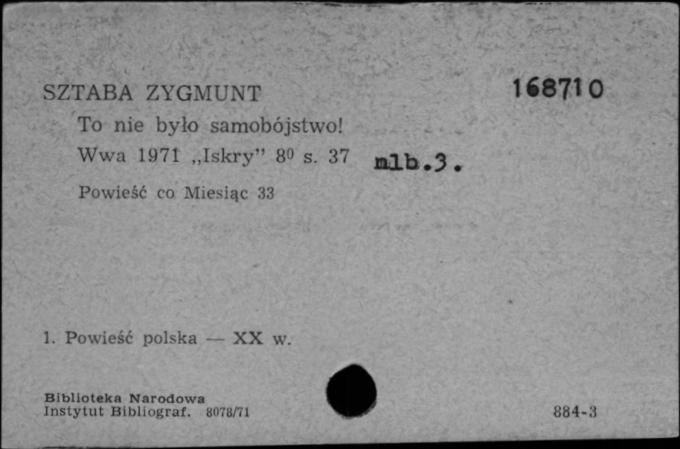 SZTABA ZYGMUNT 168710
To nie było samobójstwo!
Wwa 1971 „Iskry” 8⁰ s. 37 nlb.3.
Powieść co Miesiąc 33
1. Powieść polska — XX w.
Biblioteka Narodowa
Instytut Bibliograf. 8078/71 884-3